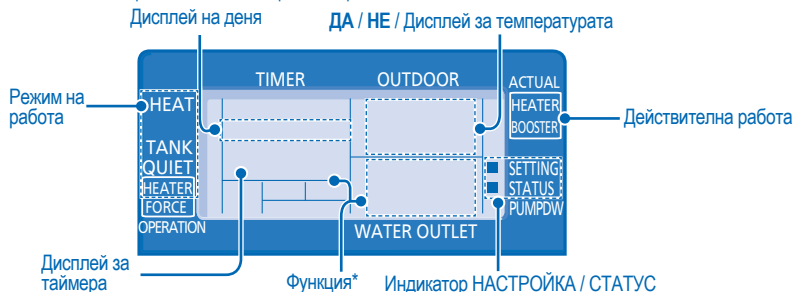 Дисплей на деня
ДА / НЕ / Дисплей за температурата
TIMER
OUTDOOR
ACTUAL
Режим на
работа
HEAT
HEATER
BOOSTER
Действителна работа
TANK
QUIET
HEATER
FORCE
OPERATION
SETTING
STATUS
PUMPDW
WATER OUTLET
Дисплей за
таймера
Функция*
Индикатор НАСТРОЙКА / СТАТУС